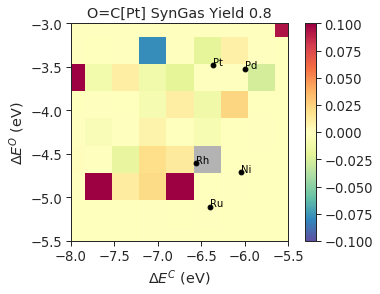 O=C[Pt] SynGas Yield 0.8
−3.0
−3.5
−4.0
−4.5
−5.0
−5.5
ΔE^O (eV)
Pt
Pd
Rh
Ni
Ru
−8.0 −7.5 −7.0 −6.5 −6.0 −5.5
ΔE^C (eV)
0.100
0.075
0.050
0.025
0.000
−0.025
−0.050
−0.075
−0.100